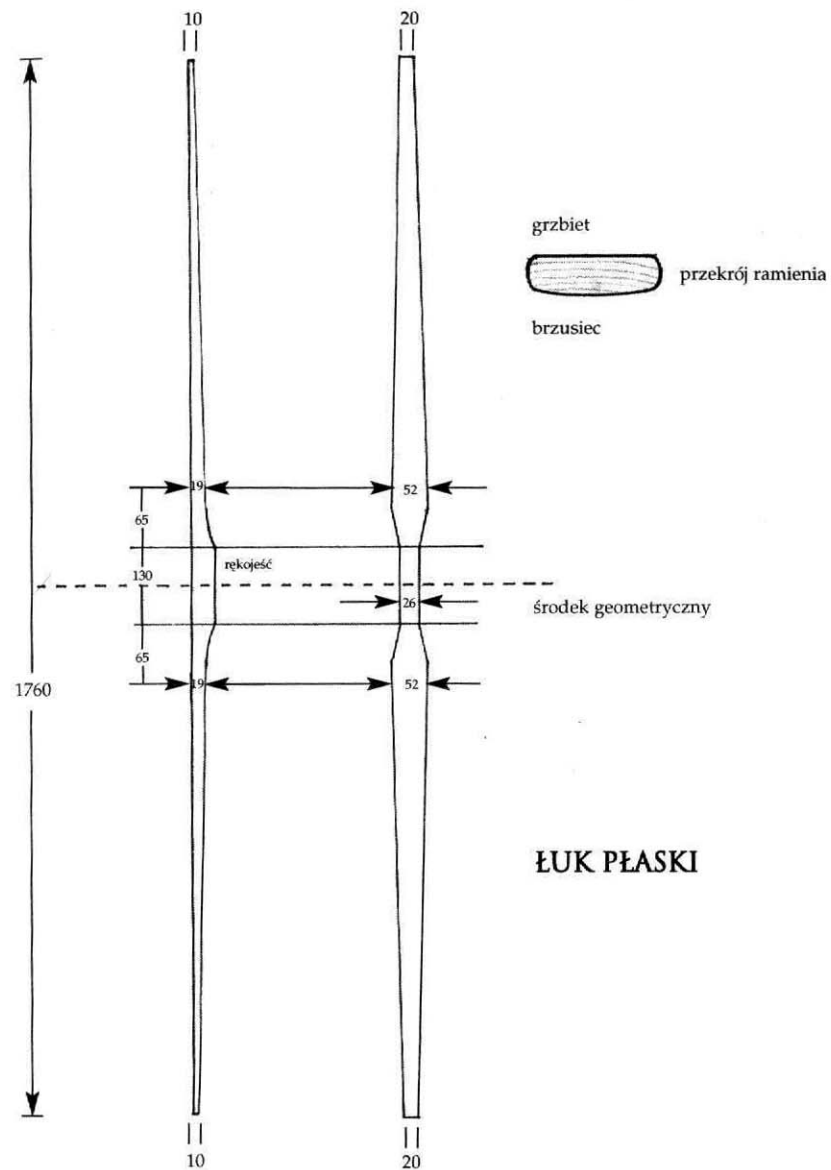 10
20
grzbiet
przekrój ramienia
brzusiec
19
52
65
rękojeść
130
26
środek geometryczny
65
1760
19
52
ŁUK PŁASKI
10
20